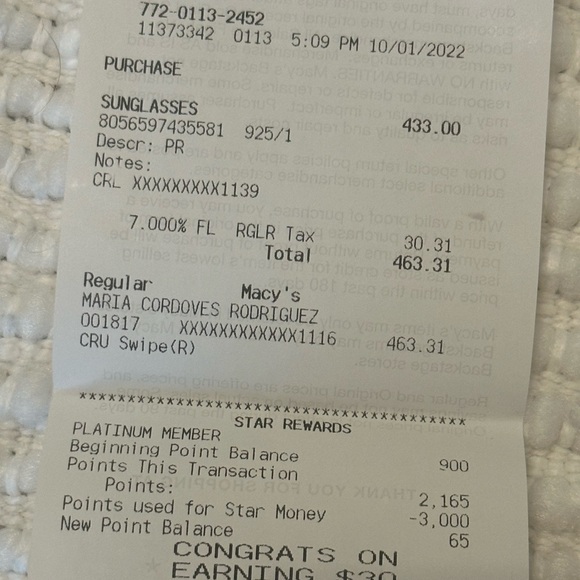 772-0113-2452
11373342 0113 5:09 PM 10/01/2022
PURCHASE
SUNGLASSES 433.00
8056597435581 925/1
Descr: PR
Notes:
CRL XXXXXXXXX1139
7.000% FL RGLR Tax 30.31
Total 463.31
Regular Macy's
MARIA CORDOVES RODRIGUEZ
001817 XXXXXXXXXXXX1116 463.31
CRU Swipe(R)
****************************************
STAR REWARDS
PLATINUM MEMBER
Beginning Point Balance 900
Points This Transaction
Points: 2,165
Points used for Star Money -3,000
New Point Balance 65
CONGRATS ON
EARNING $30